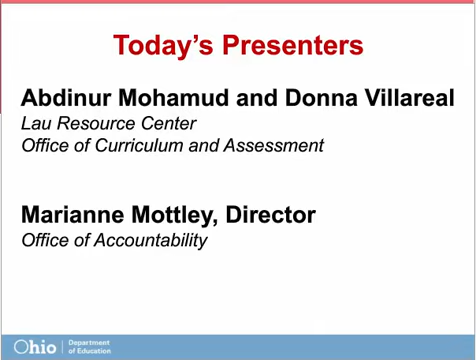 Today's Presenters
Abdinur Mohamud and Donna Villareal
Lau Resource Center
Office of Curriculum and Assessment
Marianne Mottley, Director
Office of Accountability
Ohio
Department
of Education